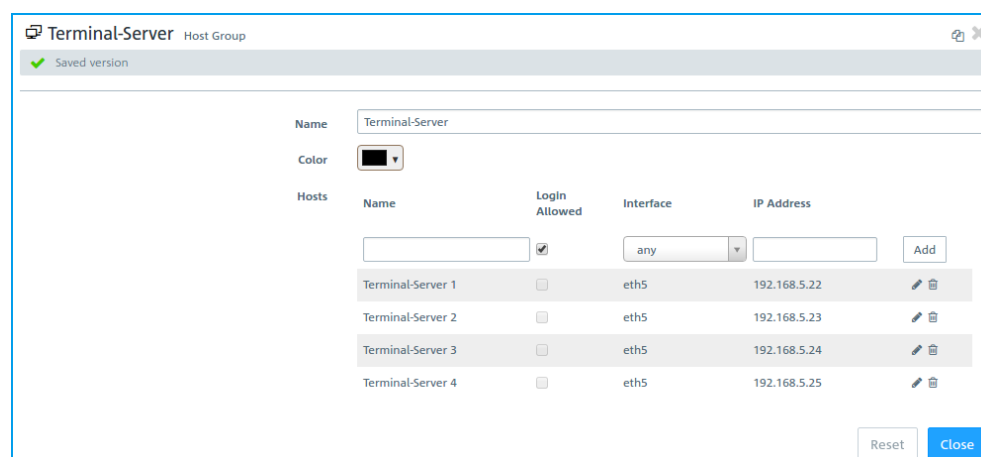 Terminal-Server Host Group
Saved version
Name Terminal-Server
Color
Hosts Name Login Allowed Interface IP Address
any Add
Terminal-Server 1 eth5 192.168.5.22
Terminal-Server 2 eth5 192.168.5.23
Terminal-Server 3 eth5 192.168.5.24
Terminal-Server 4 eth5 192.168.5.25
Reset Close